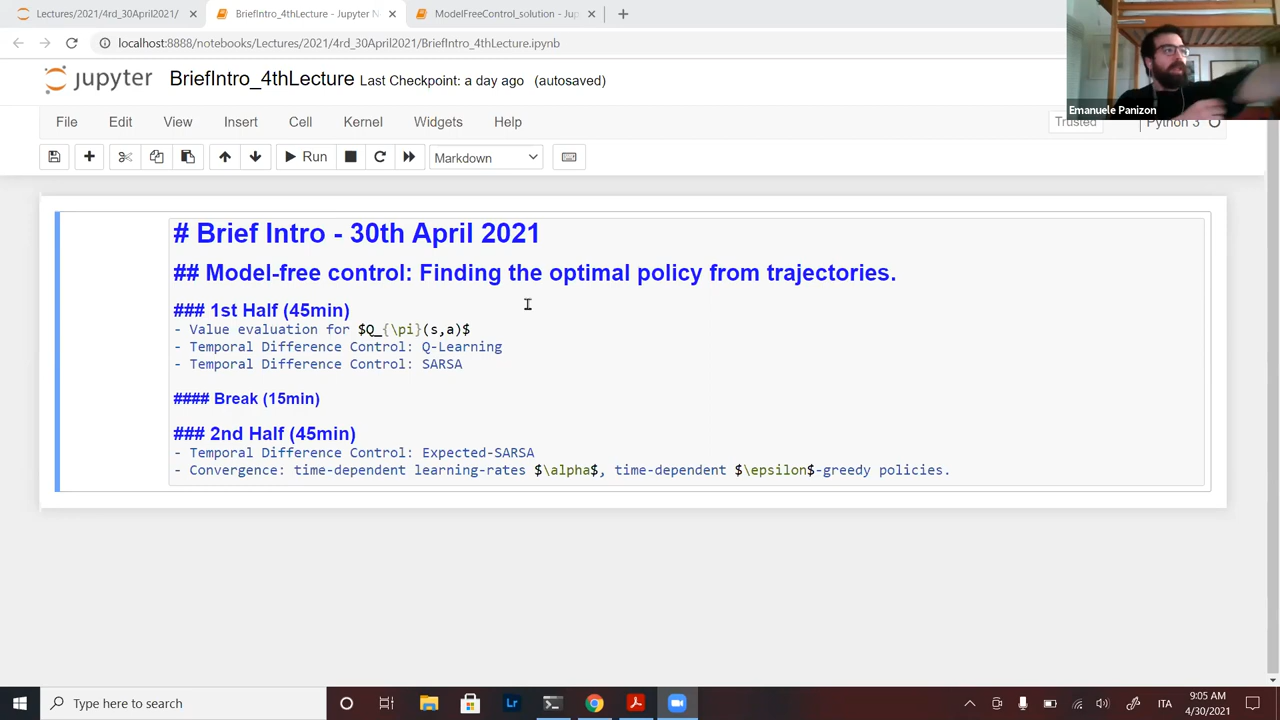 Lectures/2021/4rd_30April2021/
BriefIntro_4thLecture - Jupyter N
ModelFreeControl_solution - Jup
localhost:8888/notebooks/Lectures/2021/4rd_30April2021/BriefIntro_4thLecture.ipynb
jupyter BriefIntro_4thLecture Last Checkpoint: a day ago (autosaved)
Emanuele Panizon
File Edit View Insert Cell Kernel Widgets Help Trusted Python 3
Run Markdown
# Brief Intro - 30th April 2021
## Model-free control: Finding the optimal policy from trajectories.
### 1st Half (45min)
- Value evaluation for $Q_{\pi}(s,a)$
- Temporal Difference Control: Q-Learning
- Temporal Difference Control: SARSA
#### Break (15min)
### 2nd Half (45min)
- Temporal Difference Control: Expected-SARSA
- Convergence: time-dependent learning-rates $\alpha$, time-dependent $\epsilon$-greedy policies.
Type here to search
Lr
ITA
9:05 AM
4/30/2021